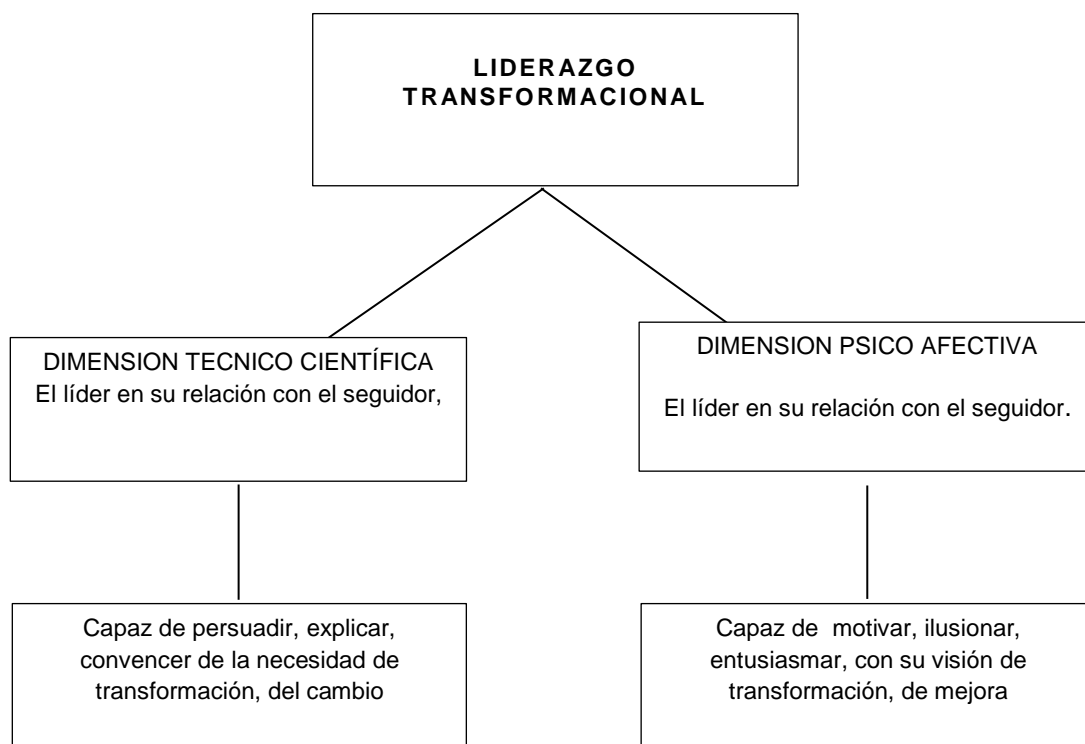 LIDERAZGO
TRANSFORMACIONAL
DIMENSION TECNICO CIENTÍFICA
El líder en su relación con el seguidor,
DIMENSION PSICO AFECTIVA
El líder en su relación con el seguidor.
Capaz de persuadir, explicar,
convencer de la necesidad de
transformación, del cambio
Capaz de  motivar, ilusionar,
entusiasmar, con su visión de
transformación, de mejora